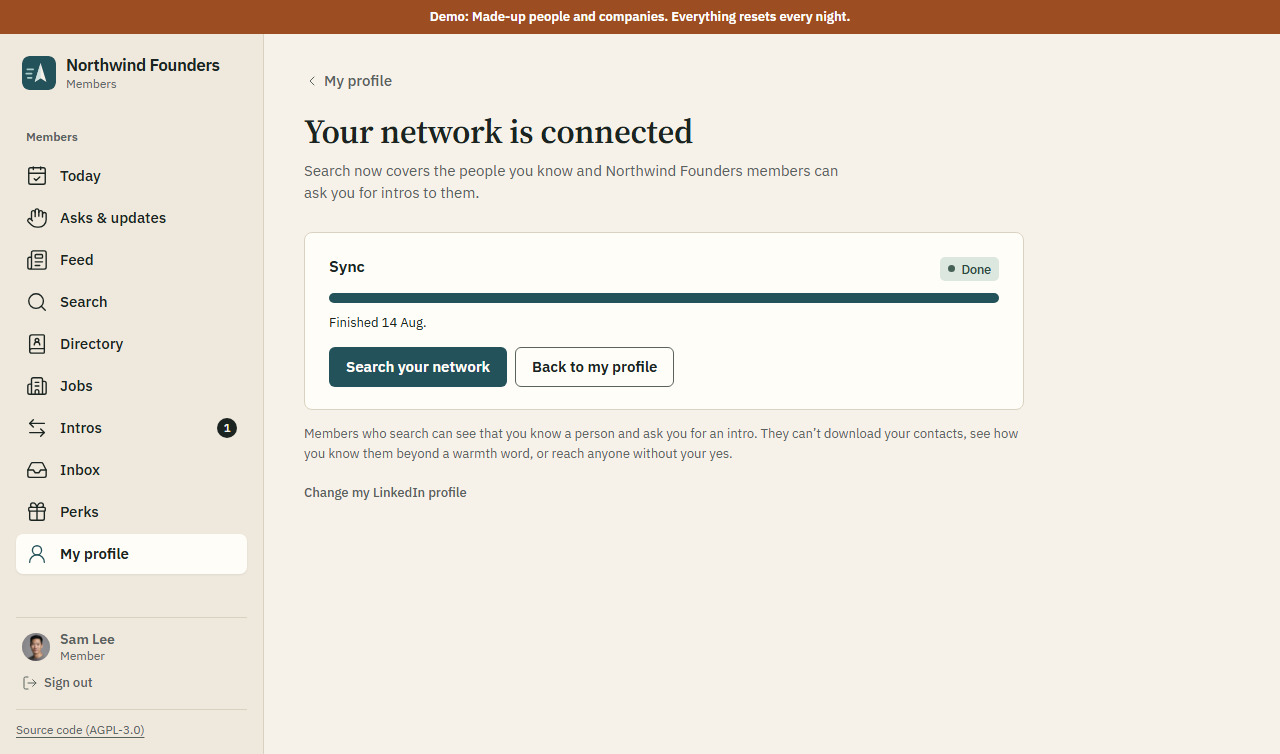 Demo: Made-up people and companies. Everything resets every night.
Northwind Founders
Members
Members
Today
Asks & updates
Feed
Search
Directory
Jobs
Intros
1
Inbox
Perks
My profile
Sam Lee
Member
Sign out
Source code (AGPL-3.0)
My profile
Your network is connected
Search now covers the people you know and Northwind Founders members can
ask you for intros to them.
Sync
Done
Finished 14 Aug.
Search your network
Back to my profile
Members who search can see that you know a person and ask you for an intro. They can’t download your contacts, see how
you know them beyond a warmth word, or reach anyone without your yes.
Change my LinkedIn profile